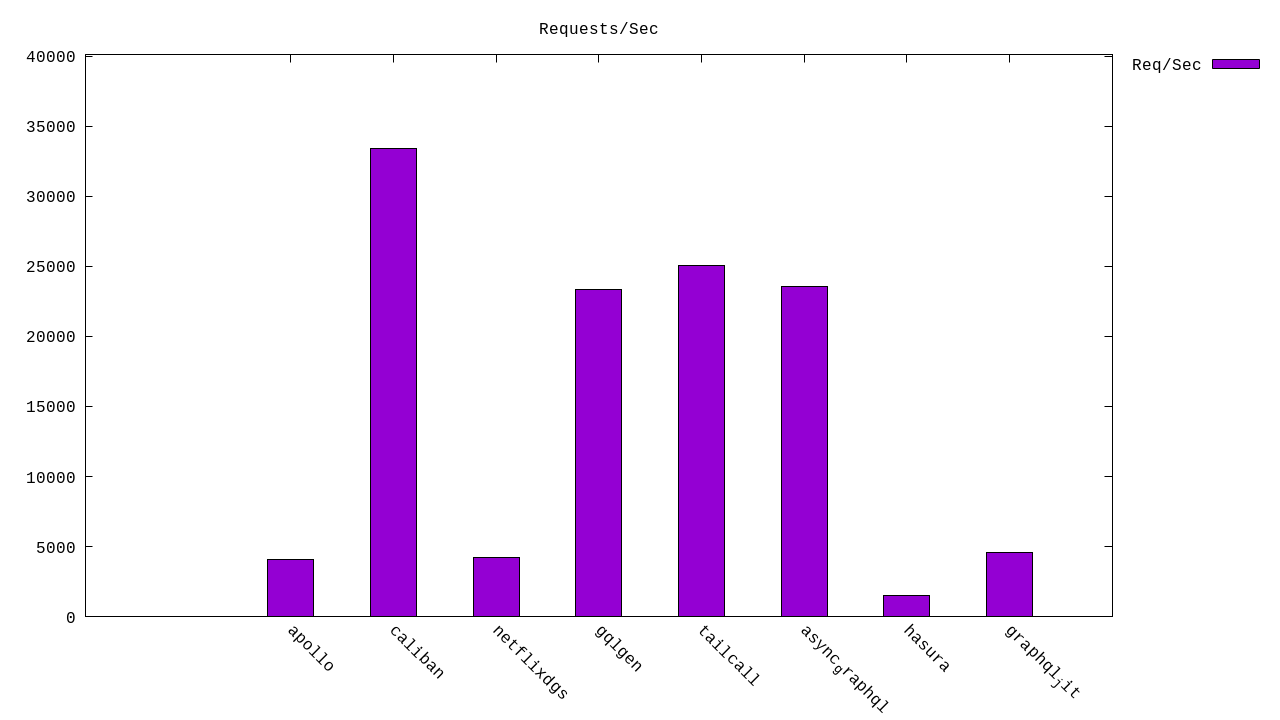 Requests/Sec
Req/Sec
40000
35000
30000
25000
20000
15000
10000
5000
0
apollo
caliban
netflixdgs
gqlgen
tailcall
async_graphql
hasura
graphql_jit